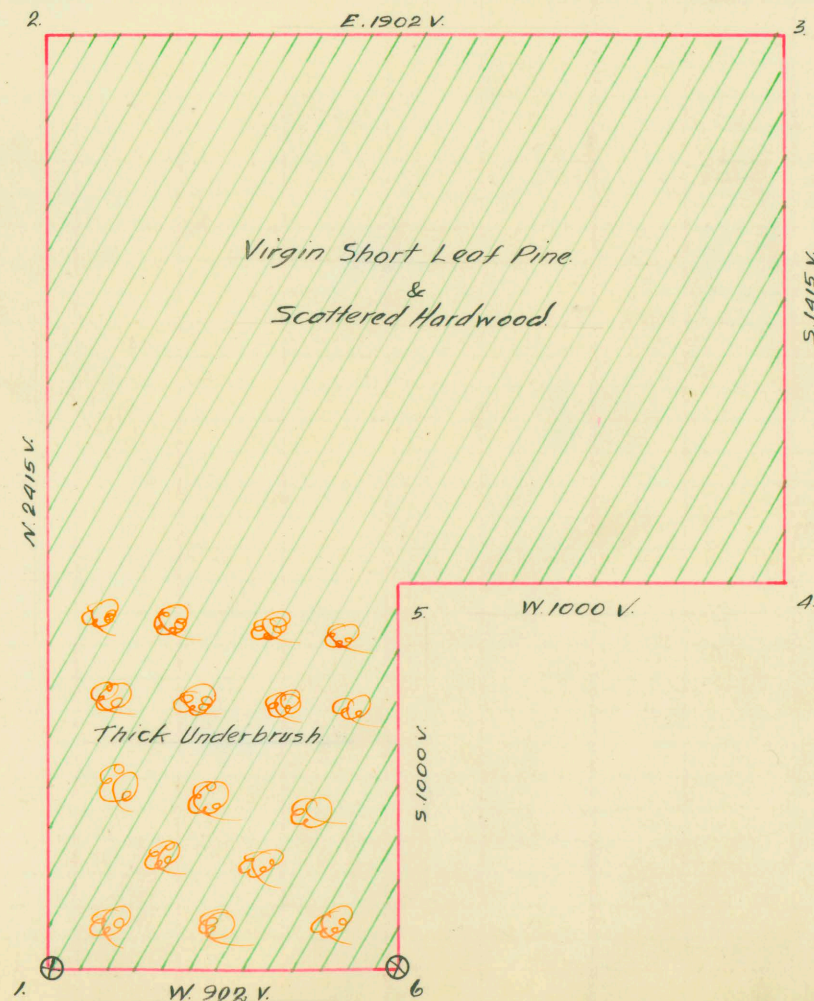 2.
E. 1902 V.
3.
Virgin Short Leaf Pine.
&
Scattered Hardwood.
S. 1415 V.
N. 2415 V.
5.
W. 1000 V.
4.
Thick Underbrush.
S. 1000 V.
1.
W. 902 V.
6